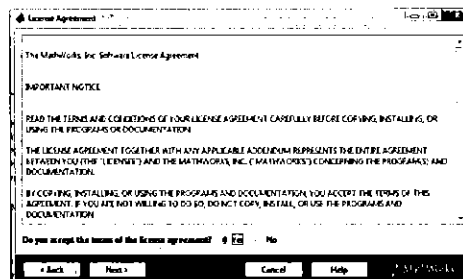 License Agreement
The MathWorks, Inc. Software License Agreement
IMPORTANT NOTICE
READ THE TERMS AND CONDITIONS OF YOUR LICENSE AGREEMENT CAREFULLY BEFORE COPYING, INSTALLING, OR
USING THE PROGRAMS OR DOCUMENTATION
THE LICENSE AGREEMENT TOGETHER WITH ANY APPLICABLE ADDENDUM REPRESENTS THE ENTIRE AGREEMENT
BETWEEN YOU (THE "LICENSEE") AND THE MATHWORKS, INC. ("MATHWORKS") CONCERNING THE PROGRAM(S) AND
DOCUMENTATION.
BY COPYING, INSTALLING, OR USING THE PROGRAMS AND DOCUMENTATION, YOU ACCEPT THE TERMS OF THIS
AGREEMENT. IF YOU ARE NOT WILLING TO DO SO, DO NOT COPY, INSTALL, OR USE THE PROGRAMS AND
DOCUMENTATION
Do you accept the terms of the license agreement? Yes No
< Back Next > Cancel Help MathWorks